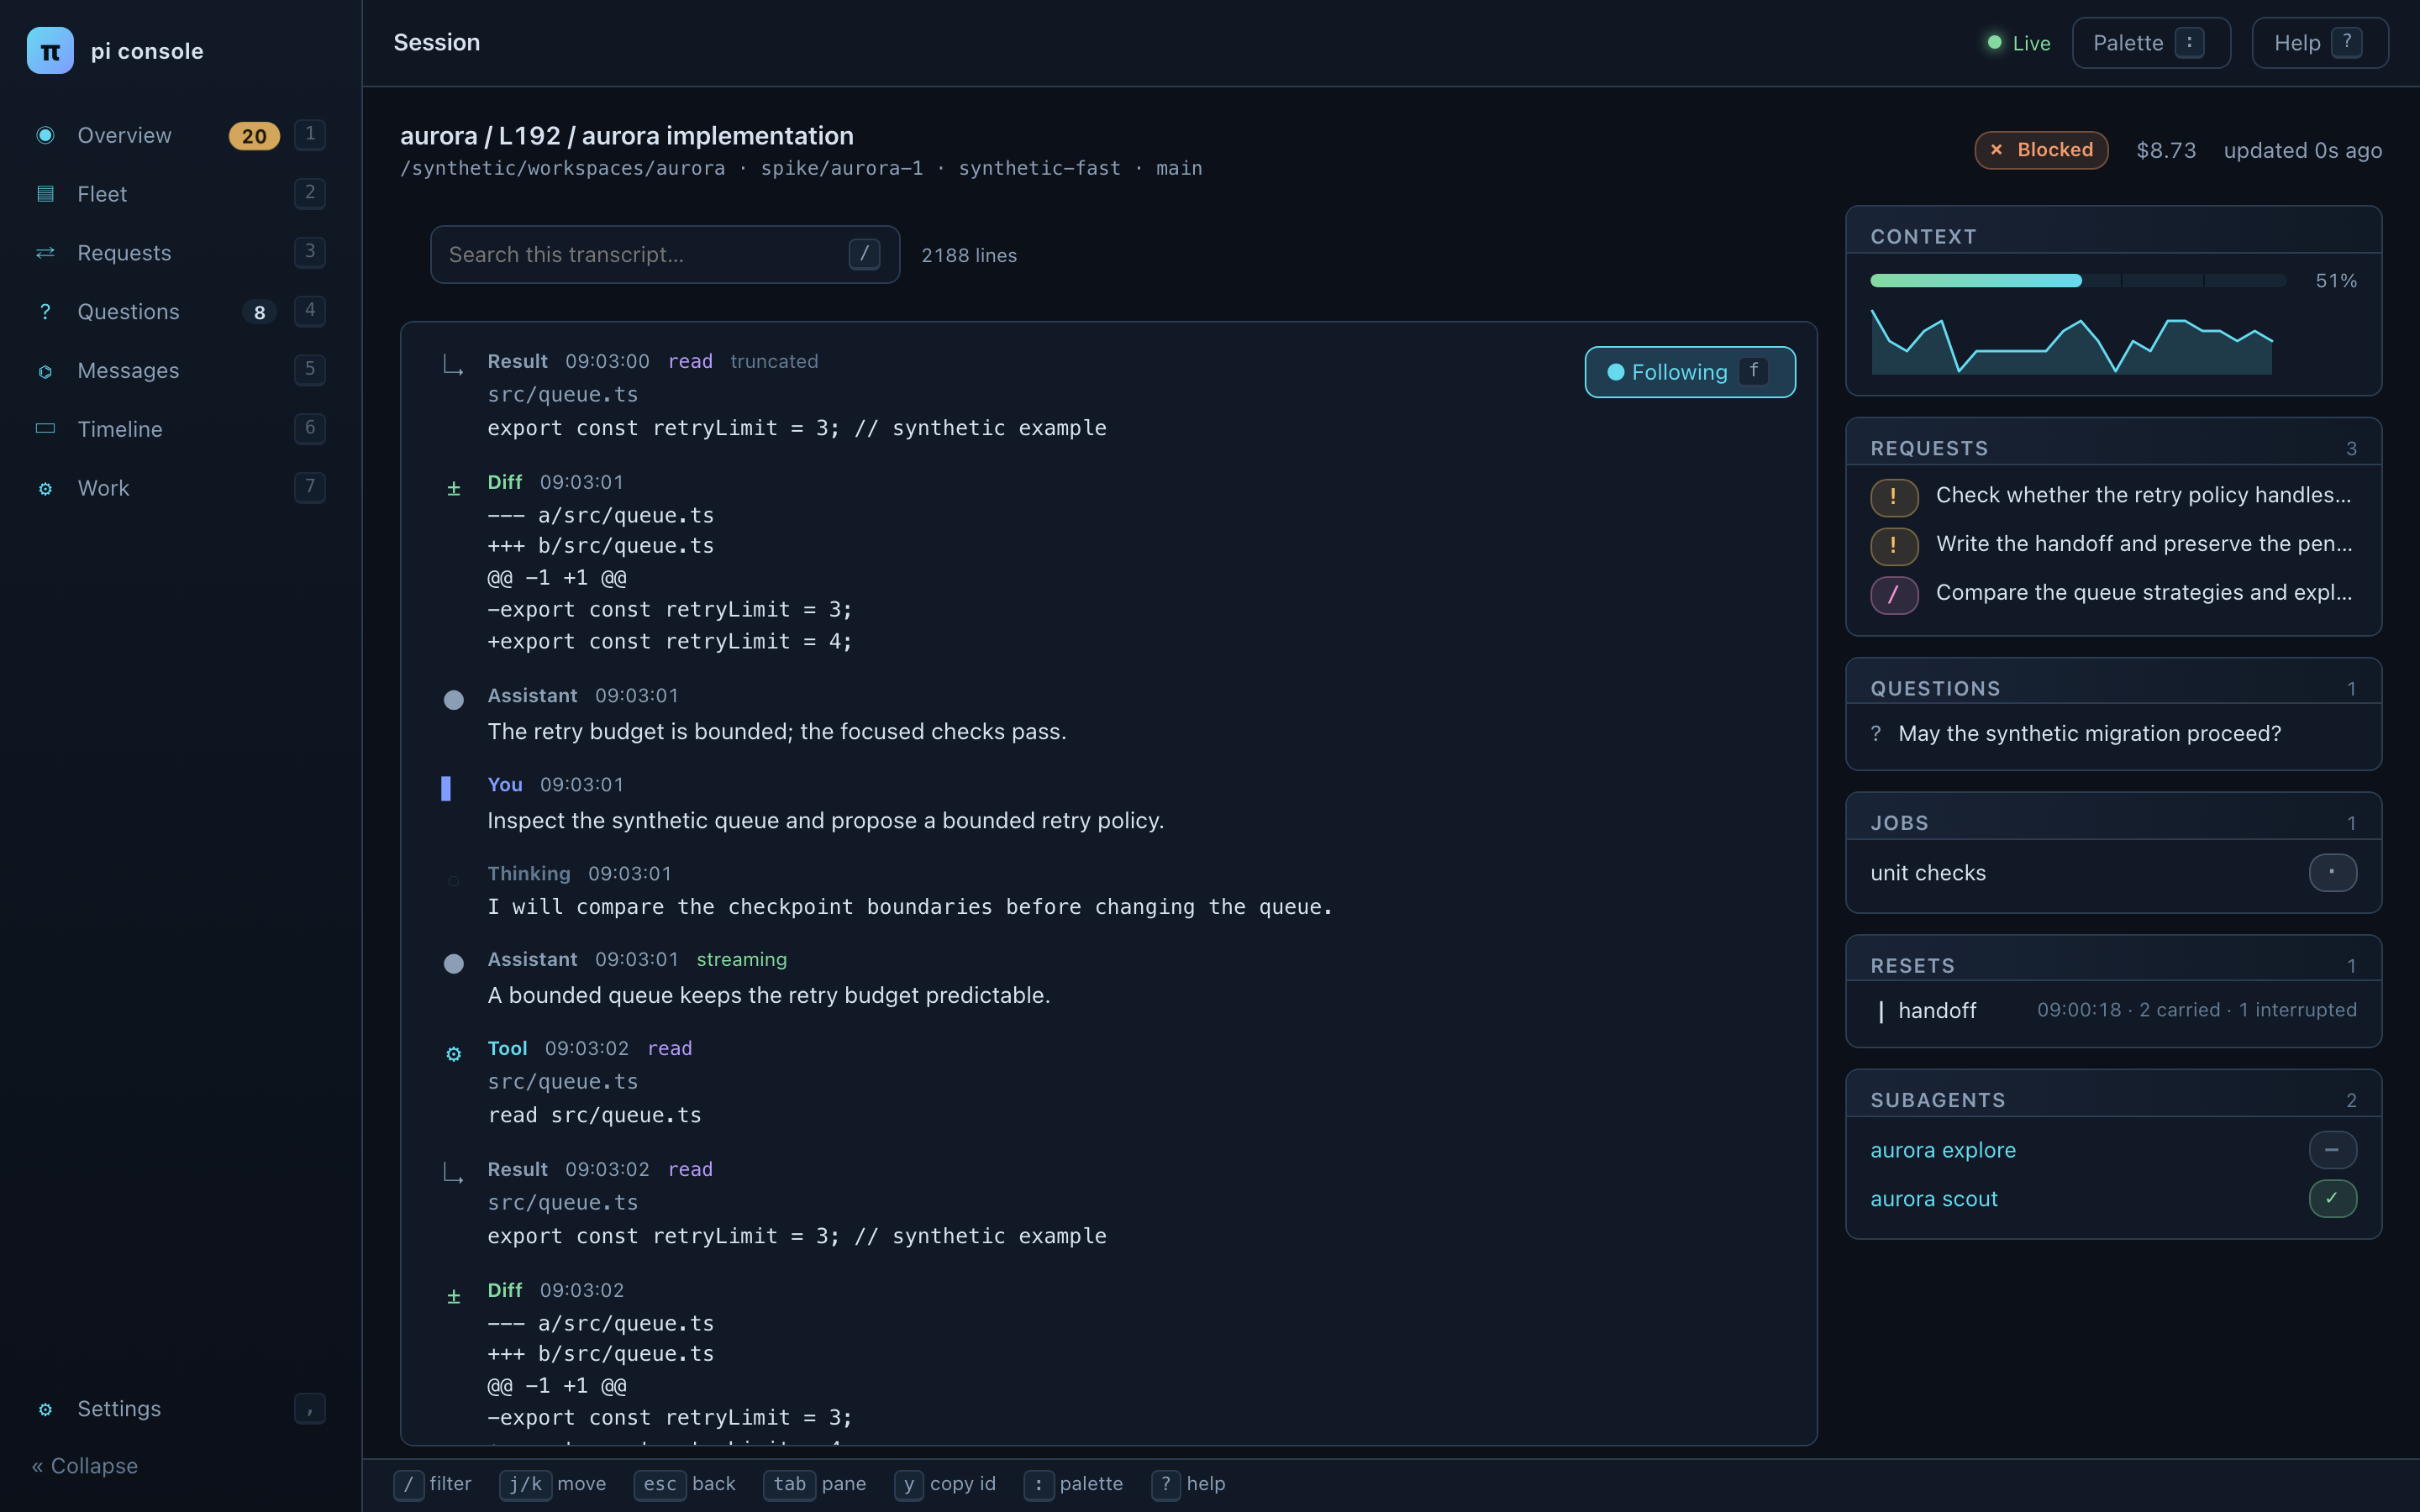 π pi console
Overview 20 1
Fleet 2
Requests 3
? Questions 8 4
Messages 5
Timeline 6
Work 7
Settings ,
« Collapse
Session
Live
Palette :
Help ?
aurora / L192 / aurora implementation
/synthetic/workspaces/aurora · spike/aurora-1 · synthetic-fast · main
× Blocked $8.73 updated 0s ago
Search this transcript... /
2188 lines
Following f
Result 09:03:00 read truncated
src/queue.ts
export const retryLimit = 3; // synthetic example
± Diff 09:03:01
--- a/src/queue.ts
+++ b/src/queue.ts
@@ -1 +1 @@
-export const retryLimit = 3;
+export const retryLimit = 4;
Assistant 09:03:01
The retry budget is bounded; the focused checks pass.
You 09:03:01
Inspect the synthetic queue and propose a bounded retry policy.
Thinking 09:03:01
I will compare the checkpoint boundaries before changing the queue.
Assistant 09:03:01 streaming
A bounded queue keeps the retry budget predictable.
Tool 09:03:02 read
src/queue.ts
read src/queue.ts
Result 09:03:02 read
src/queue.ts
export const retryLimit = 3; // synthetic example
± Diff 09:03:02
--- a/src/queue.ts
+++ b/src/queue.ts
@@ -1 +1 @@
-export const retryLimit = 3;
CONTEXT
51%
REQUESTS 3
! Check whether the retry policy handles...
! Write the handoff and preserve the pen...
/ Compare the queue strategies and expl...
QUESTIONS 1
? May the synthetic migration proceed?
JOBS 1
unit checks ·
RESETS 1
| handoff 09:00:18 · 2 carried · 1 interrupted
SUBAGENTS 2
aurora explore –
aurora scout ✓
/ filter j/k move esc back tab pane y copy id : palette ? help